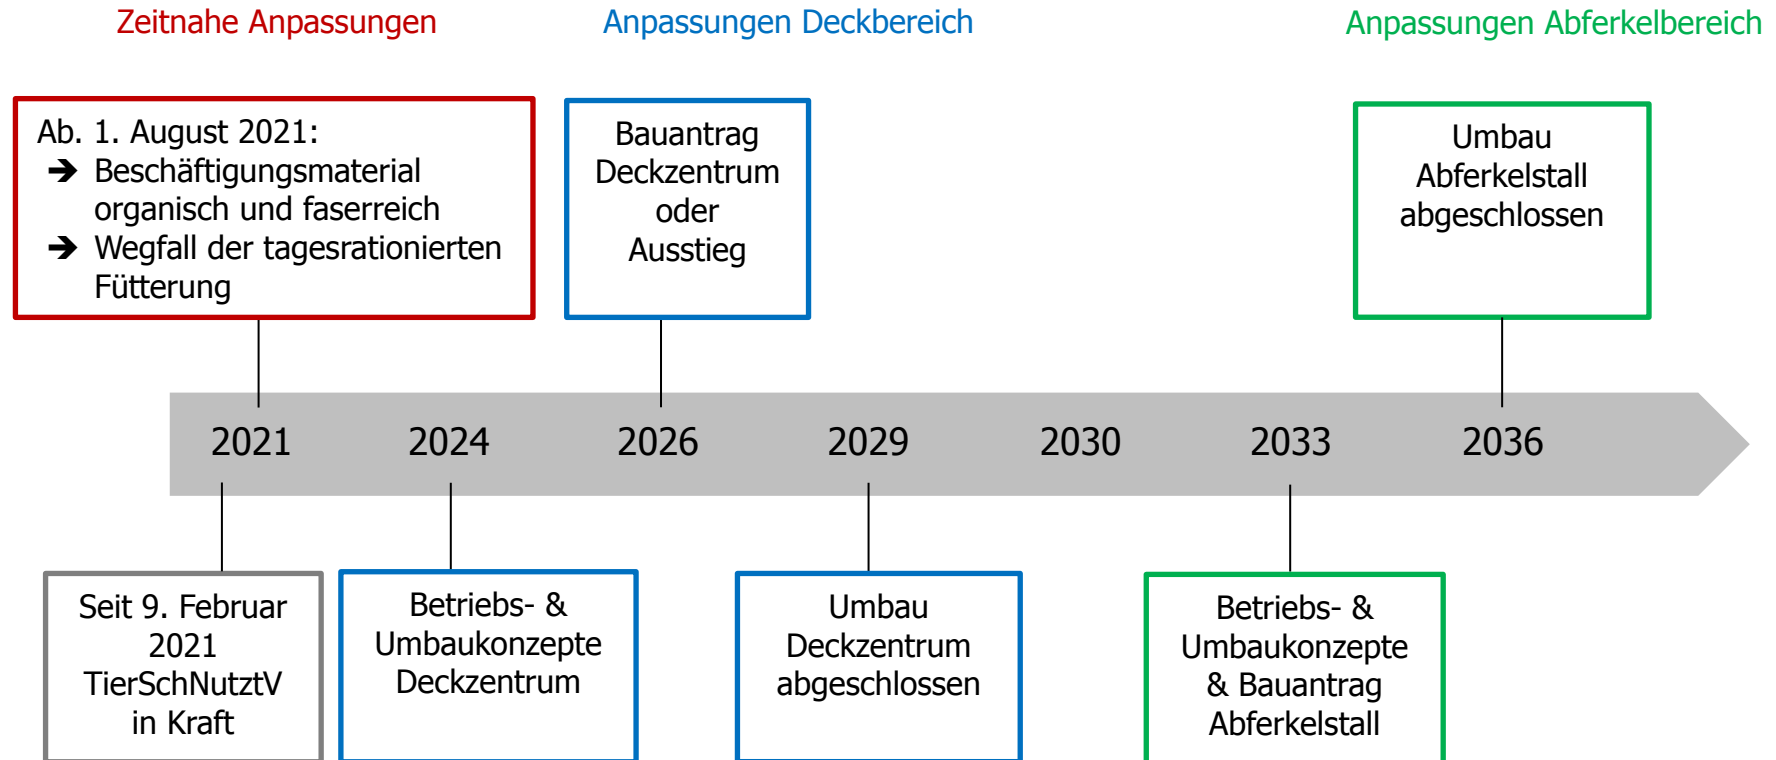 Zeitnahe Anpassungen
Anpassungen Deckbereich
Anpassungen Abferkelbereich
Ab. 1. August 2021:
➔ Beschäftigungsmaterial
organisch und faserreich
➔ Wegfall der tagesrationierten
Fütterung
Bauantrag
Deckzentrum
oder
Ausstieg
Umbau
Abferkelstall
abgeschlossen
2021
2024
2026
2029
2030
2033
2036
Seit 9. Februar
2021
TierSchNutztV
in Kraft
Betriebs- &
Umbaukonzepte
Deckzentrum
Umbau
Deckzentrum
abgeschlossen
Betriebs- &
Umbaukonzepte
& Bauantrag
Abferkelstall